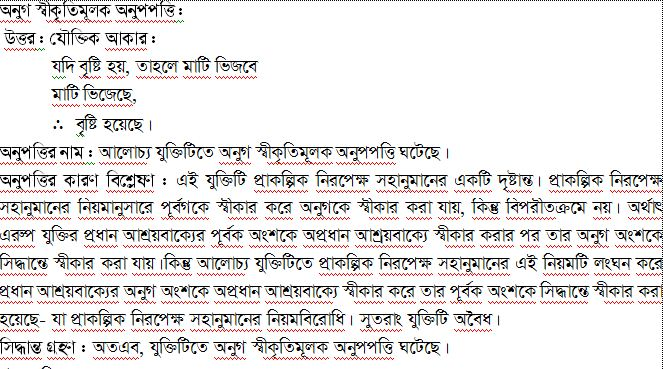 অনুগ স্বীকৃতিমূলক অনুপপত্তি :
উত্তর : যৌক্তিক আকার :
যদি বৃষ্টি হয়, তাহলে মাটি ভিজবে
মাটি ভিজেছে,
∴ বৃষ্টি হয়েছে।
অনুপত্তির নাম : আলোচ্য যুক্তিটিতে অনুগ স্বীকৃতিমূলক অনুপপত্তি ঘটেছে।
অনুপত্তির কারণ বিশ্লেষণ : এই যুক্তিটি প্রাকল্পিক নিরপেক্ষ সহানুমানের একটি দৃষ্টান্ত। প্রাকল্পিক নিরপেক্ষ
সহানুমানের নিয়মানুসারে পূর্বগকে স্বীকার করে অনুগকে স্বীকার করা যায়, কিন্তু বিপরীতক্রমে নয়। অর্থাৎ
এরুপ যুক্তির প্রধান আশ্রয়বাক্যের পূর্বক অংশকে অপ্রধান আশ্রয়বাক্যে স্বীকার করার পর তার অনুগ অংশকে
সিদ্ধান্তে স্বীকার করা যায়।কিন্তু আলোচ্য যুক্তিটিতে প্রাকল্পিক নিরপেক্ষ সহানুমানের এই নিয়মটি লংঘন করে
প্রধান আশ্রয়বাক্যের অনুগ অংশকে অপ্রধান আশ্রয়বাক্যে স্বীকার করে তার পূর্বক অংশকে সিদ্ধান্তে স্বীকার করা
হয়েছে- যা প্রাকল্পিক নিরপেক্ষ সহানুমানের নিয়মবিরোধি। সুতরাং যুক্তিটি অবৈধ।
সিদ্ধান্ত গ্রহণ : অতএব, যুক্তিটিতে অনুগ স্বীকৃতিমূলক অনুপপত্তি ঘটেছে।